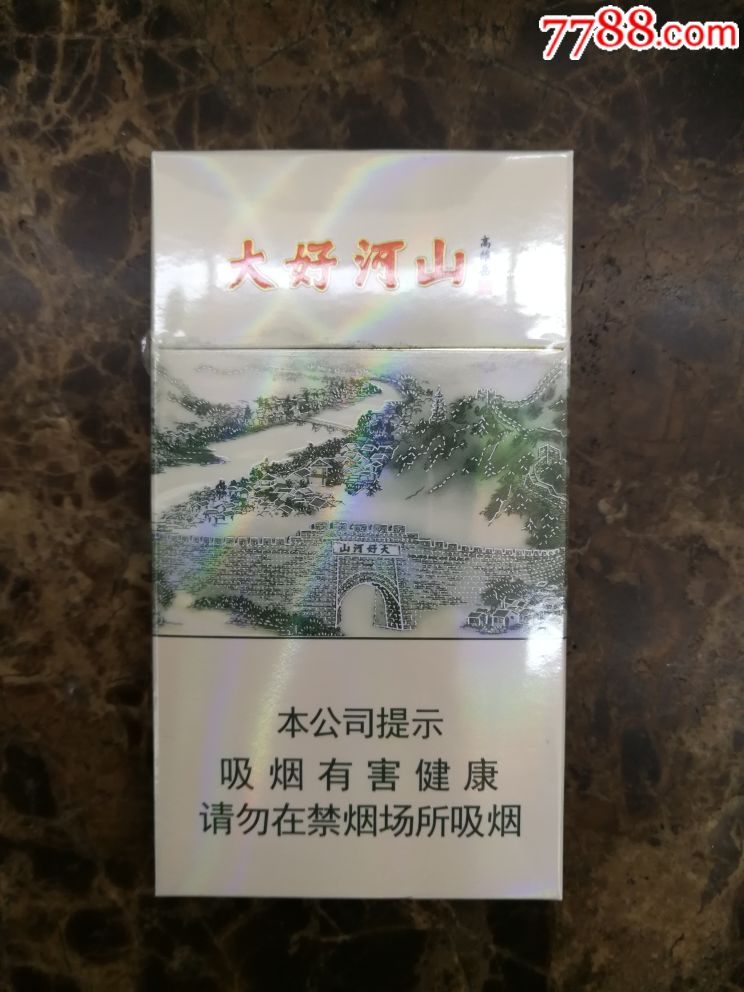 7788.com
大好河山
山河好大
本公司提示
吸烟有害健康
请勿在禁烟场所吸烟